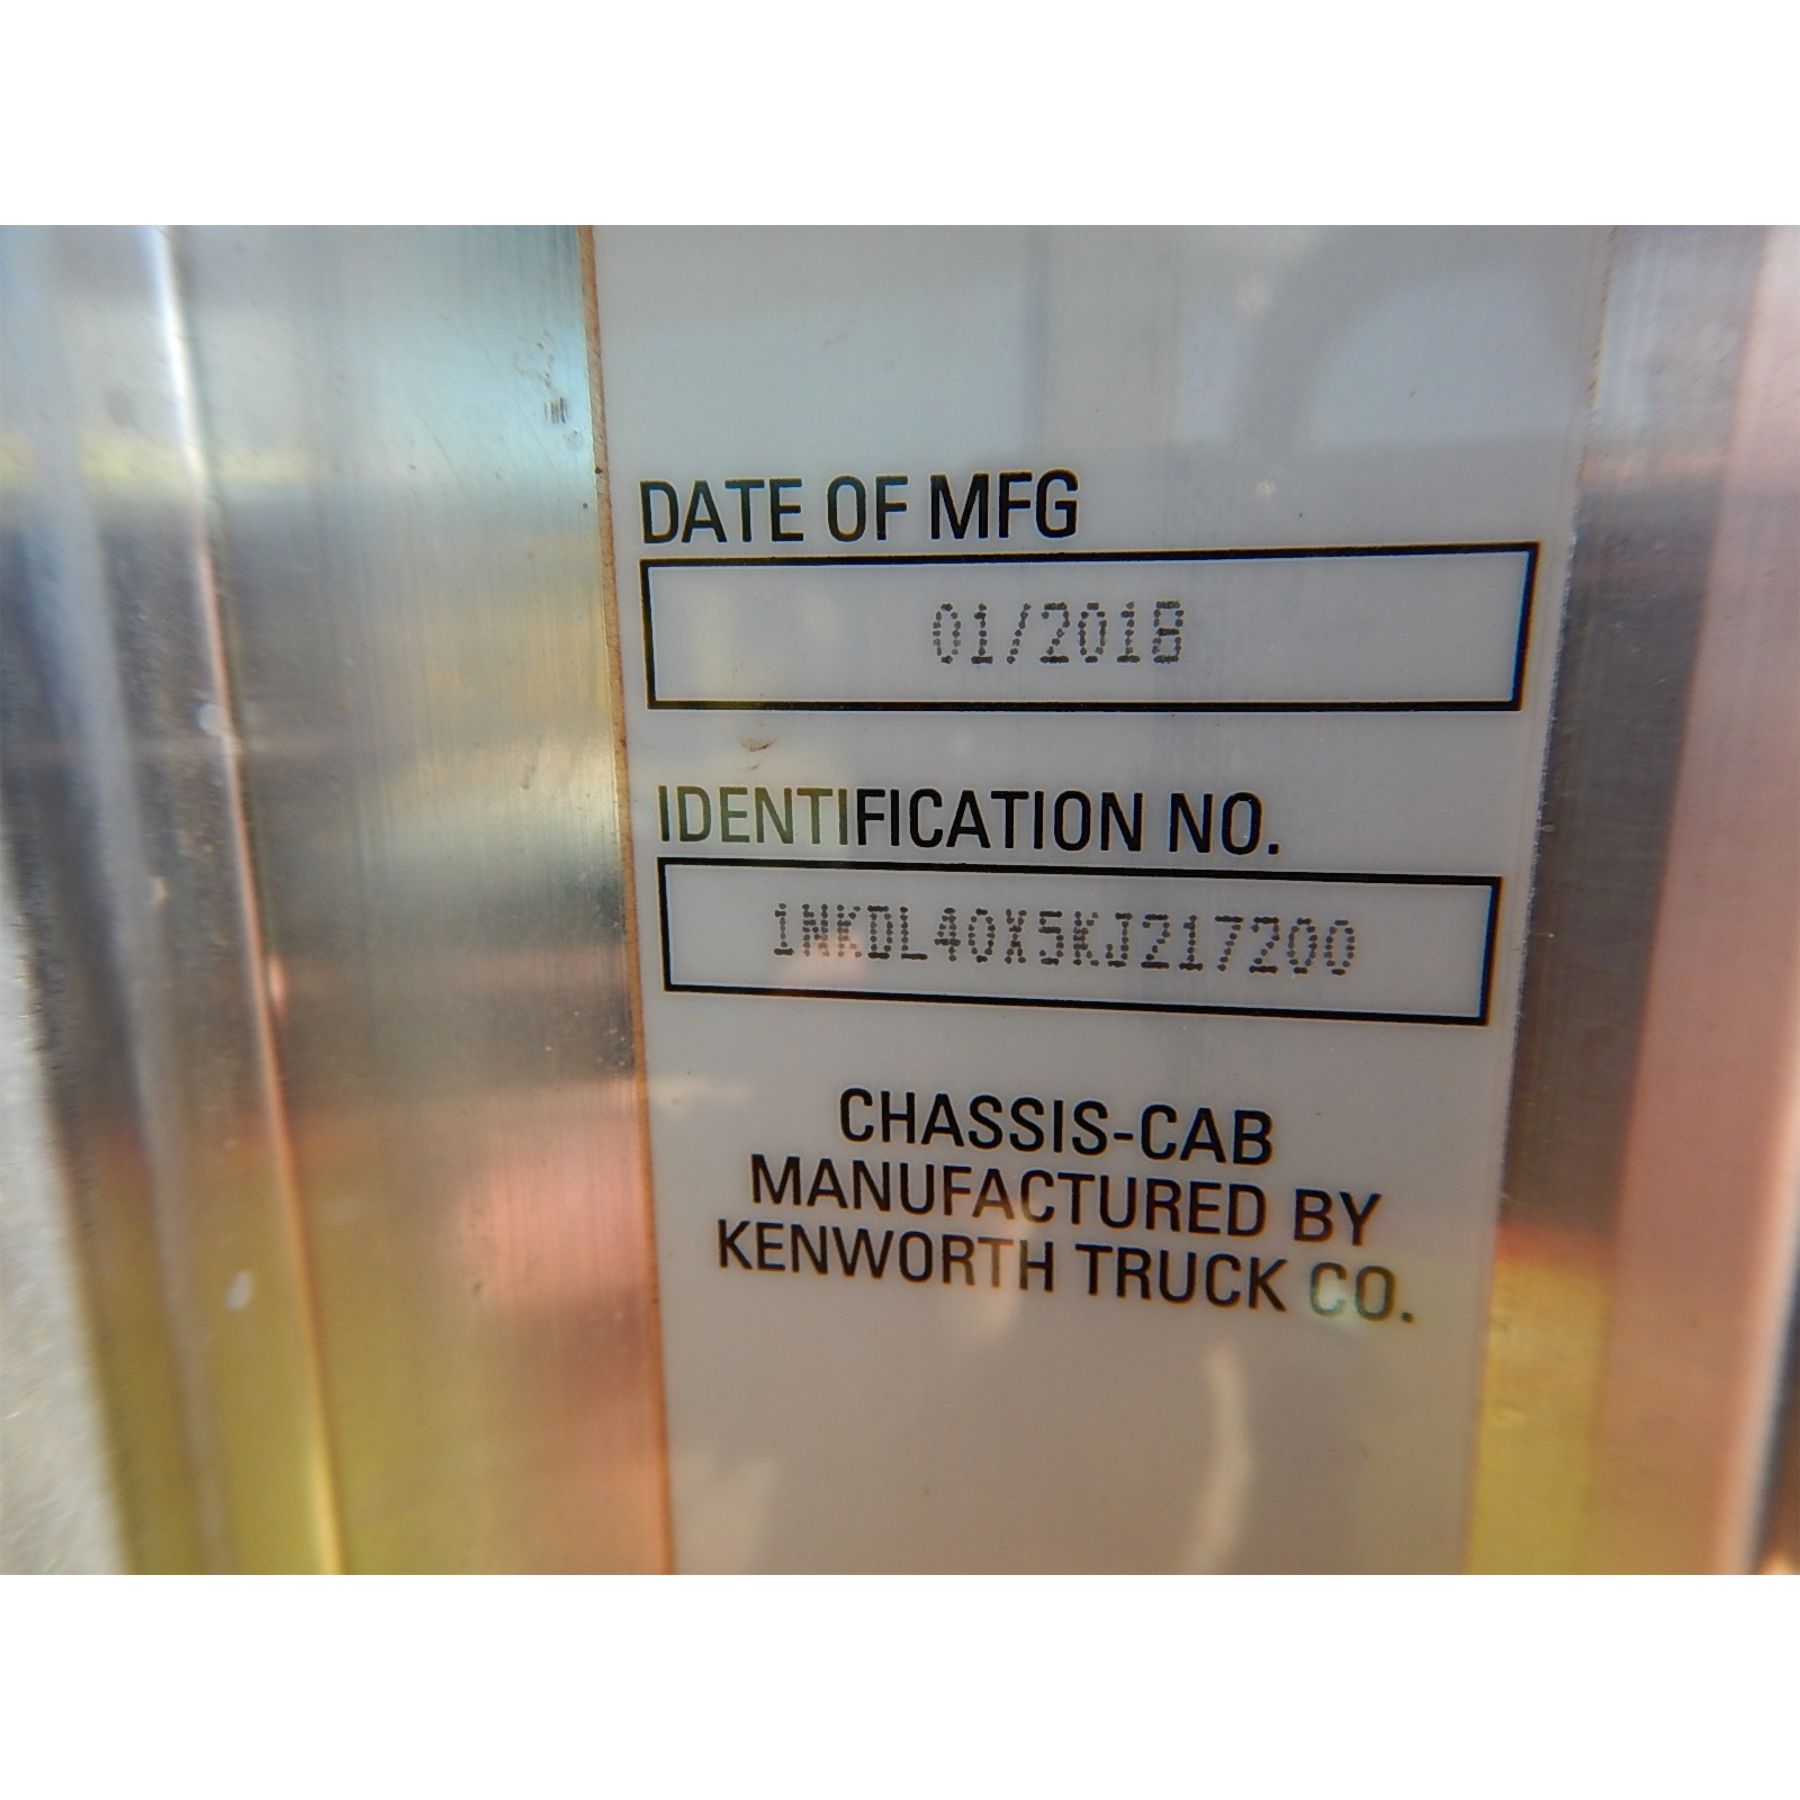 DATE OF MFG
01/2018
IDENTIFICATION NO.
1NKDL40X5KJ217200
CHASSIS-CAB
MANUFACTURED BY
KENWORTH TRUCK CO.